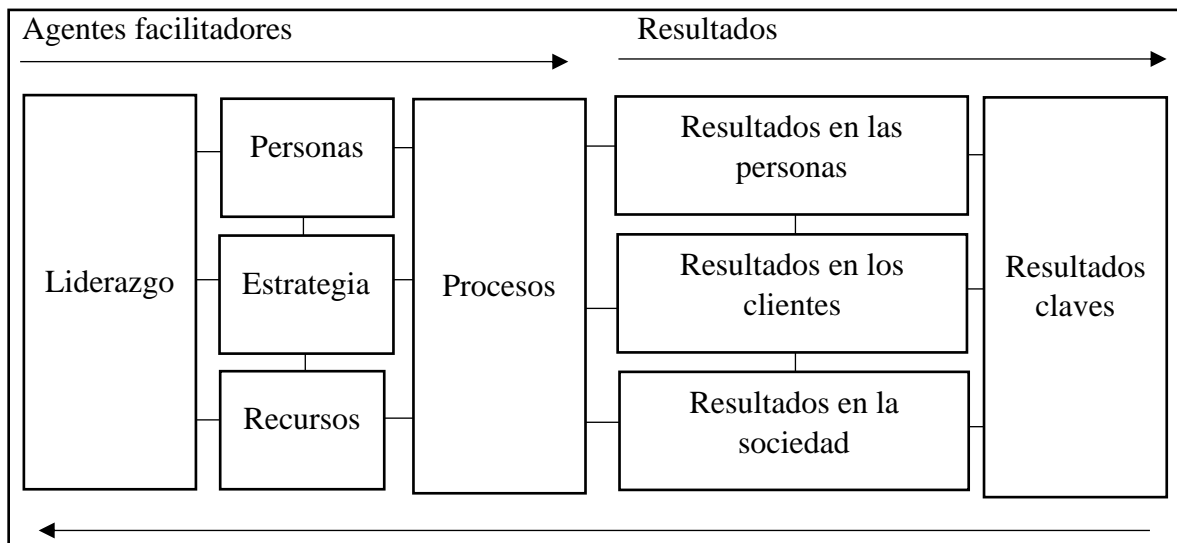 Agentes facilitadores
Resultados
Liderazgo
Personas
Estrategia
Recursos
Procesos
Resultados en las
personas
Resultados en los
clientes
Resultados en la
sociedad
Resultados
claves